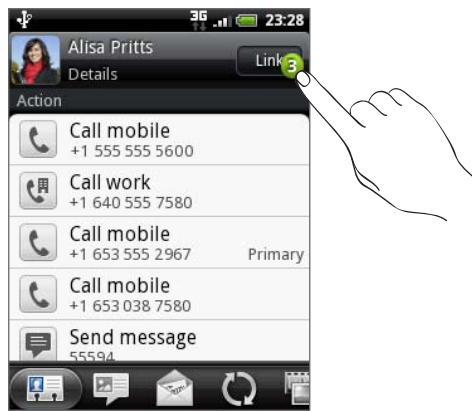 3G 23:28
Alisa Pritts
Details
Link 3
Action
Call mobile
+1 555 555 5600
Call work
+1 640 555 7580
Call mobile
+1 653 555 2967 Primary
Call mobile
+1 653 038 7580
Send message
55594